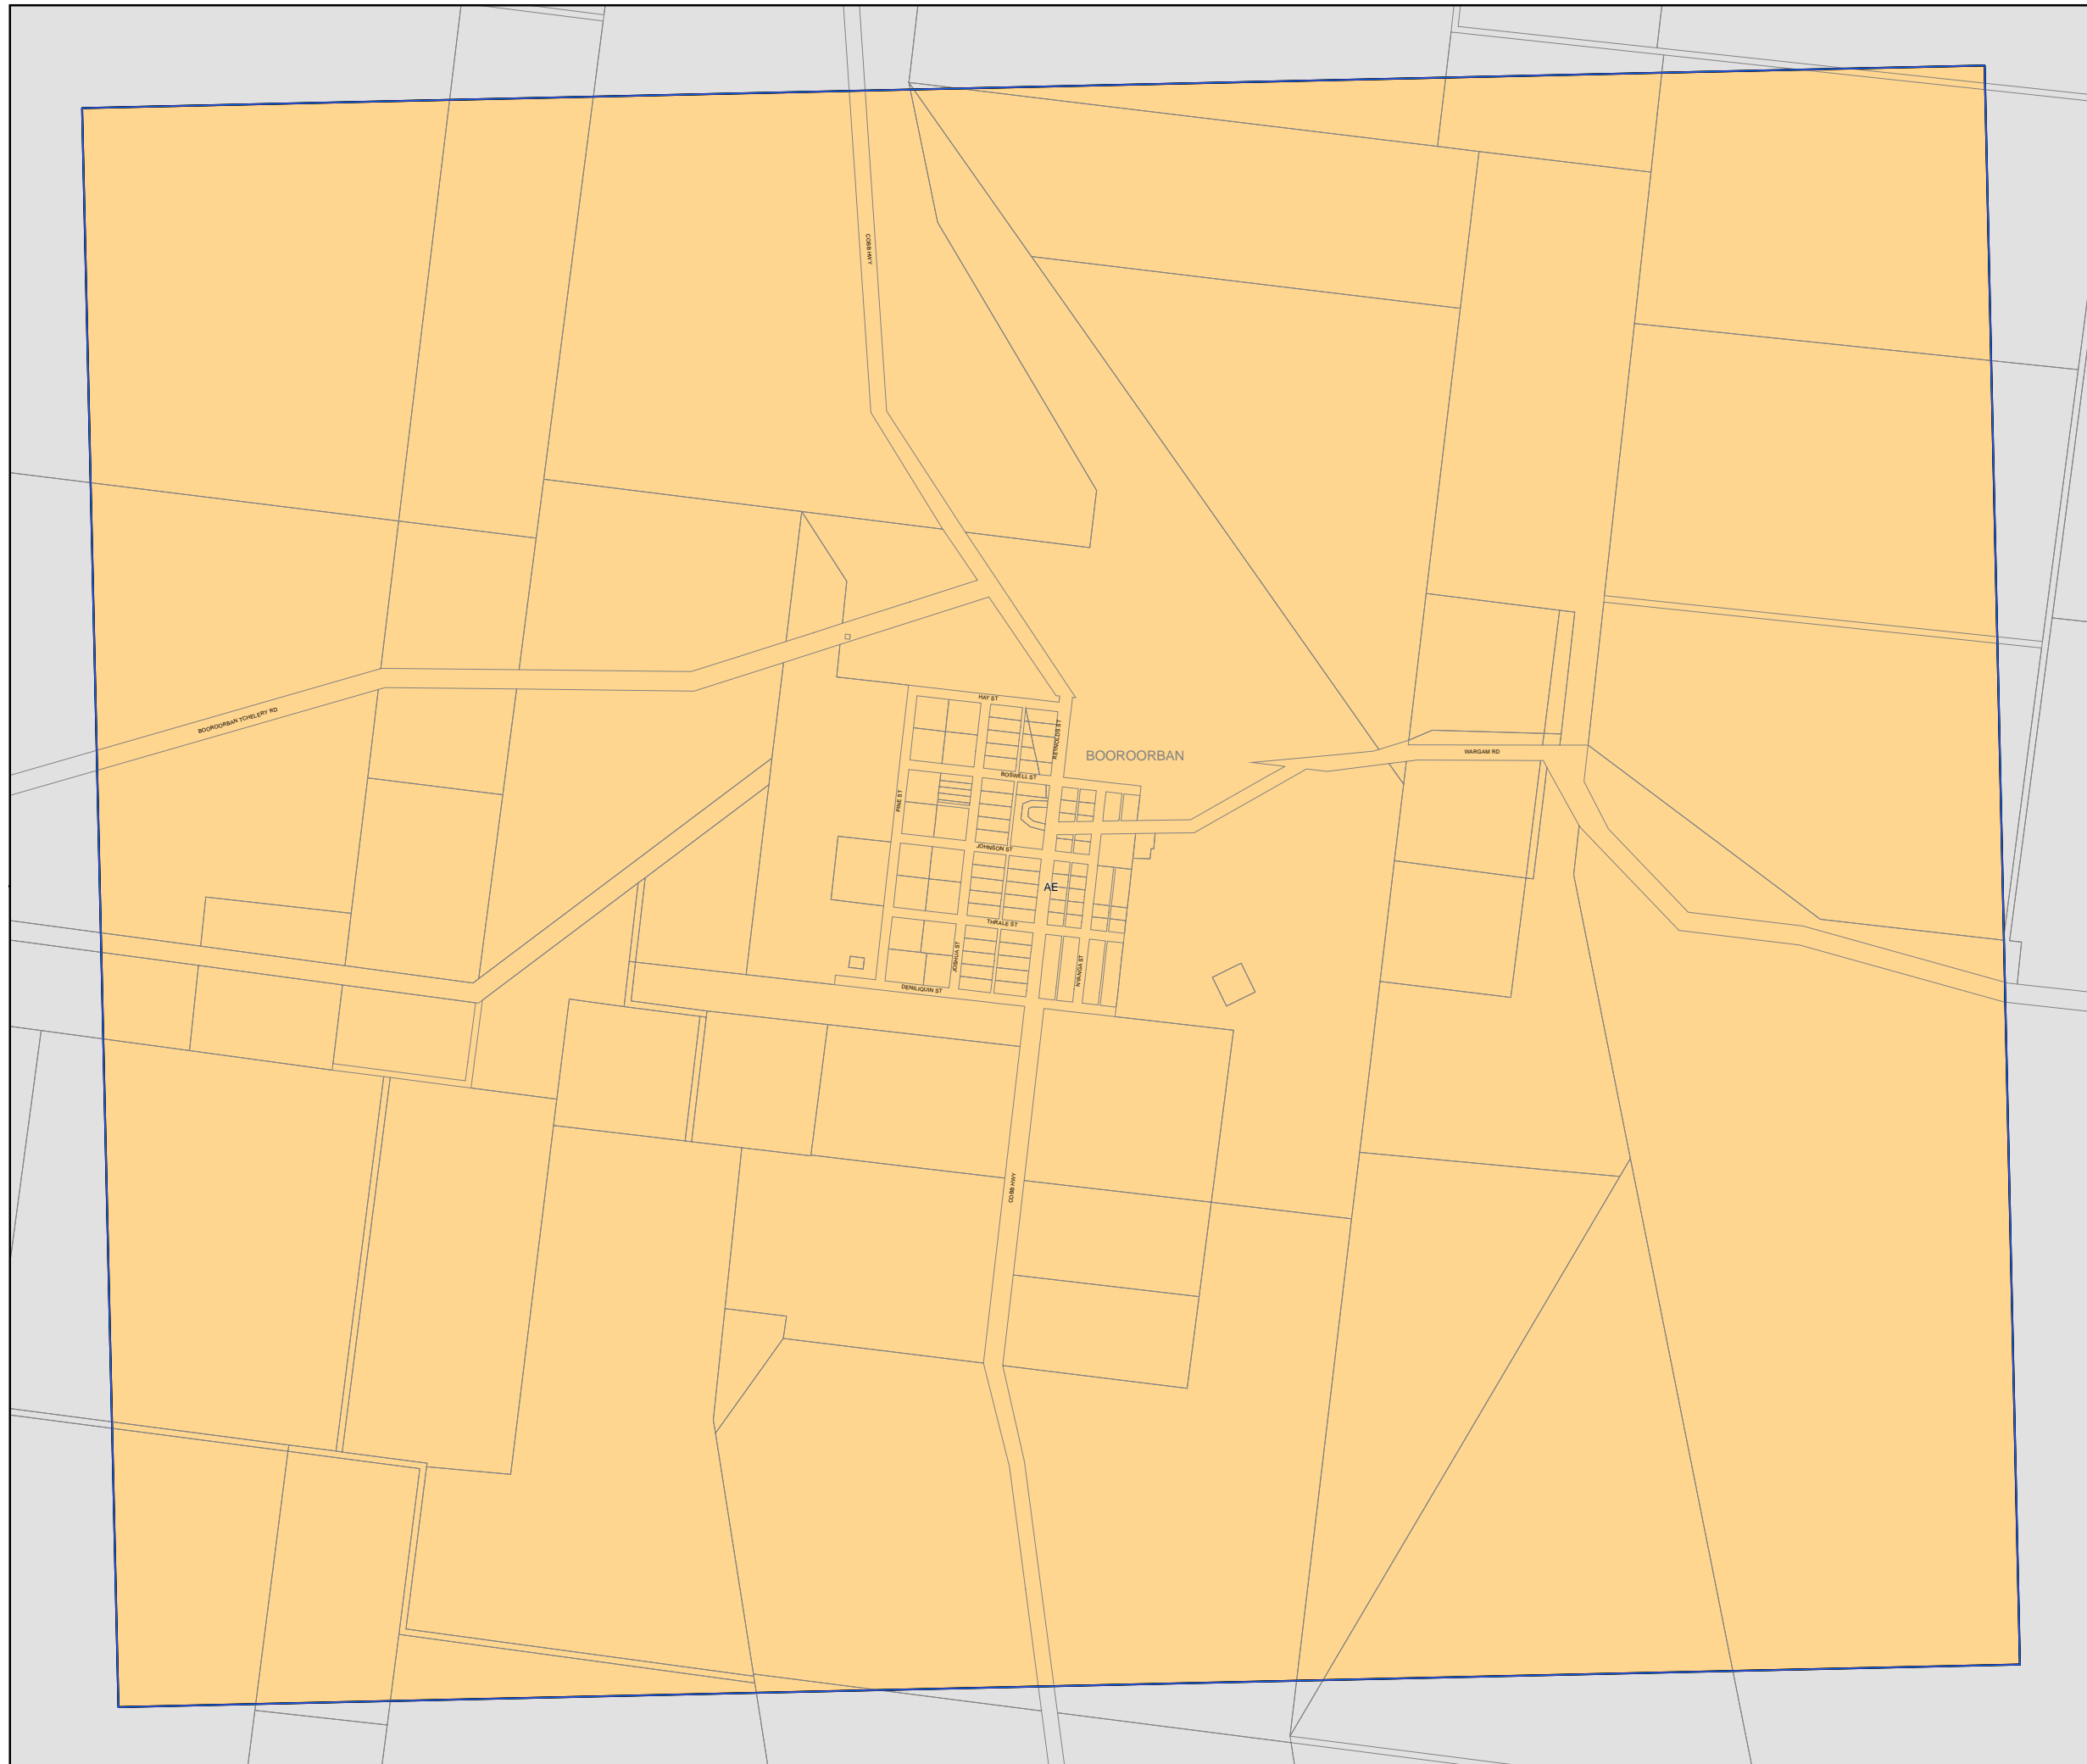 COBB HWY
HAY ST
BOOROORBAN TCHELERY RD
REYNOLDS ST
BOOROORBAN
WARGAM RD
BOSWELL ST
PINE ST
JOHNSON ST
AE
THRALE ST
JOSHUA ST
NYANGA ST
DENILIQUIN ST
COBB HWY